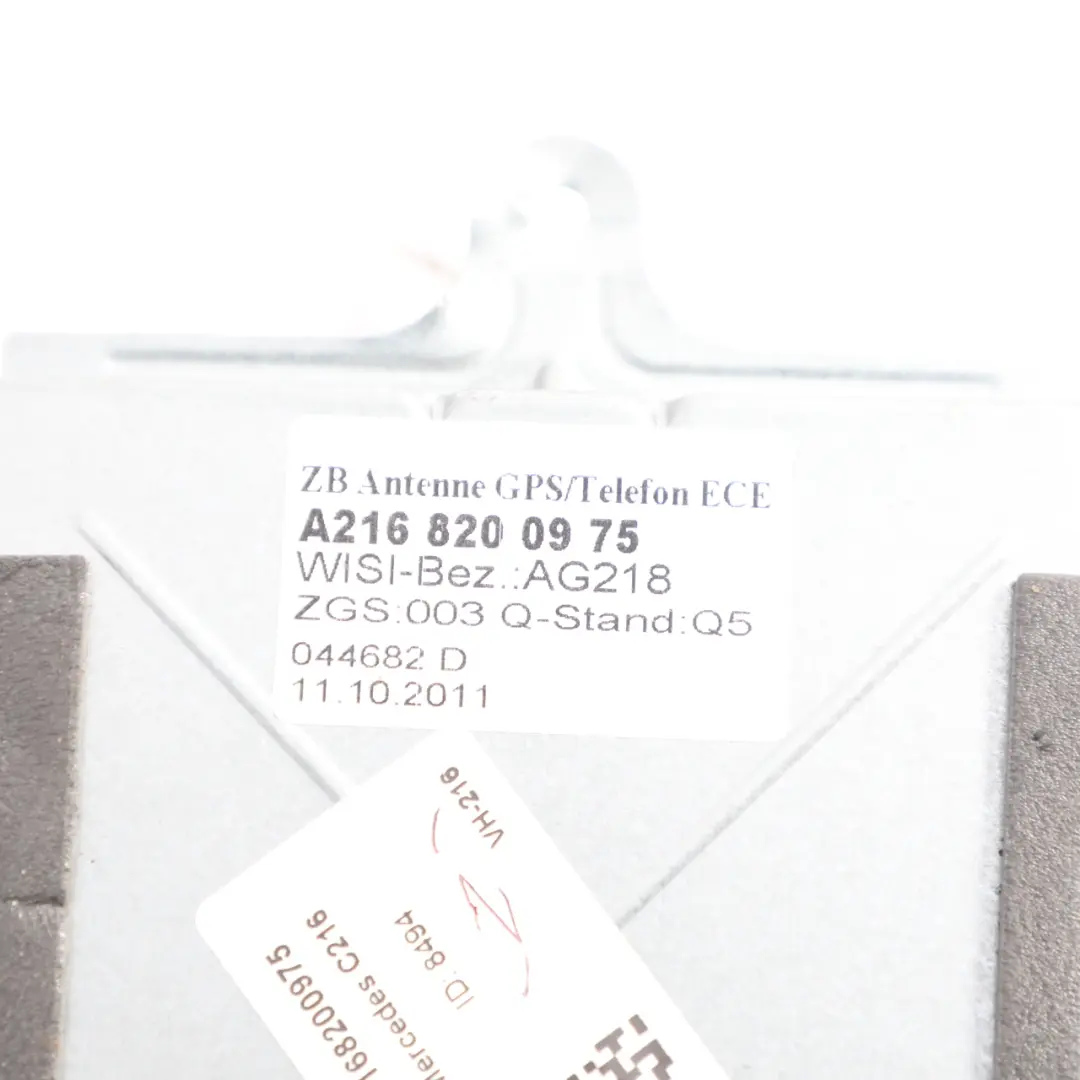 ZB Antenne GPS/Telefon ECE
A216 820 09 75
WISI-Bez.:AG218
ZGS:003 Q-Stand:Q5
044682 D
11.10.2011
VH-216
ID: 8494
Mercedes C216
168200975